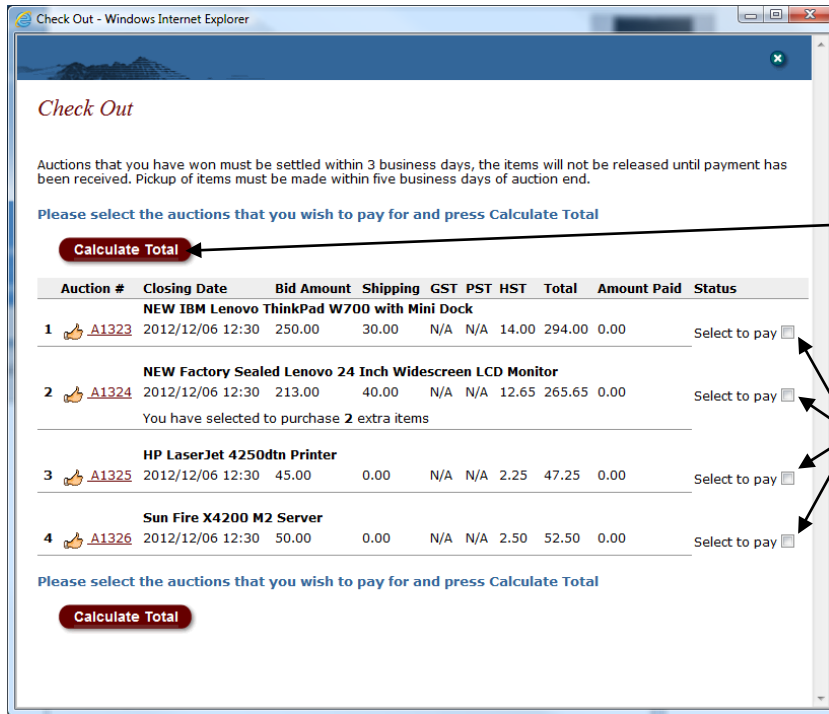 Check Out - Windows Internet Explorer
Check Out
Auctions that you have won must be settled within 3 business days, the items will not be released until payment has
been received. Pickup of items must be made within five business days of auction end.
Please select the auctions that you wish to pay for and press Calculate Total
Calculate Total
Auction # Closing Date Bid Amount Shipping GST PST HST Total Amount Paid Status
NEW IBM Lenovo ThinkPad W700 with Mini Dock
1 A1323 2012/12/06 12:30 250.00 30.00 N/A N/A 14.00 294.00 0.00 Select to pay
NEW Factory Sealed Lenovo 24 Inch Widescreen LCD Monitor
2 A1324 2012/12/06 12:30 213.00 40.00 N/A N/A 12.65 265.65 0.00 Select to pay
You have selected to purchase 2 extra items
HP LaserJet 4250dtn Printer
3 A1325 2012/12/06 12:30 45.00 0.00 N/A N/A 2.25 47.25 0.00 Select to pay
Sun Fire X4200 M2 Server
4 A1326 2012/12/06 12:30 50.00 0.00 N/A N/A 2.50 52.50 0.00 Select to pay
Please select the auctions that you wish to pay for and press Calculate Total
Calculate Total